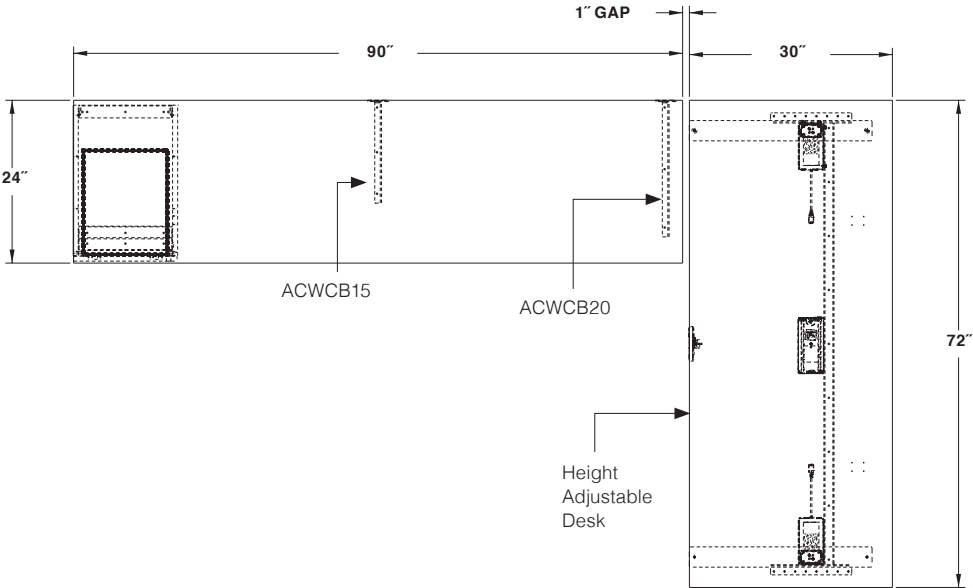 1″ GAP
90″
30″
24″
ACWCB15
ACWCB20
72″
Height
Adjustable
Desk